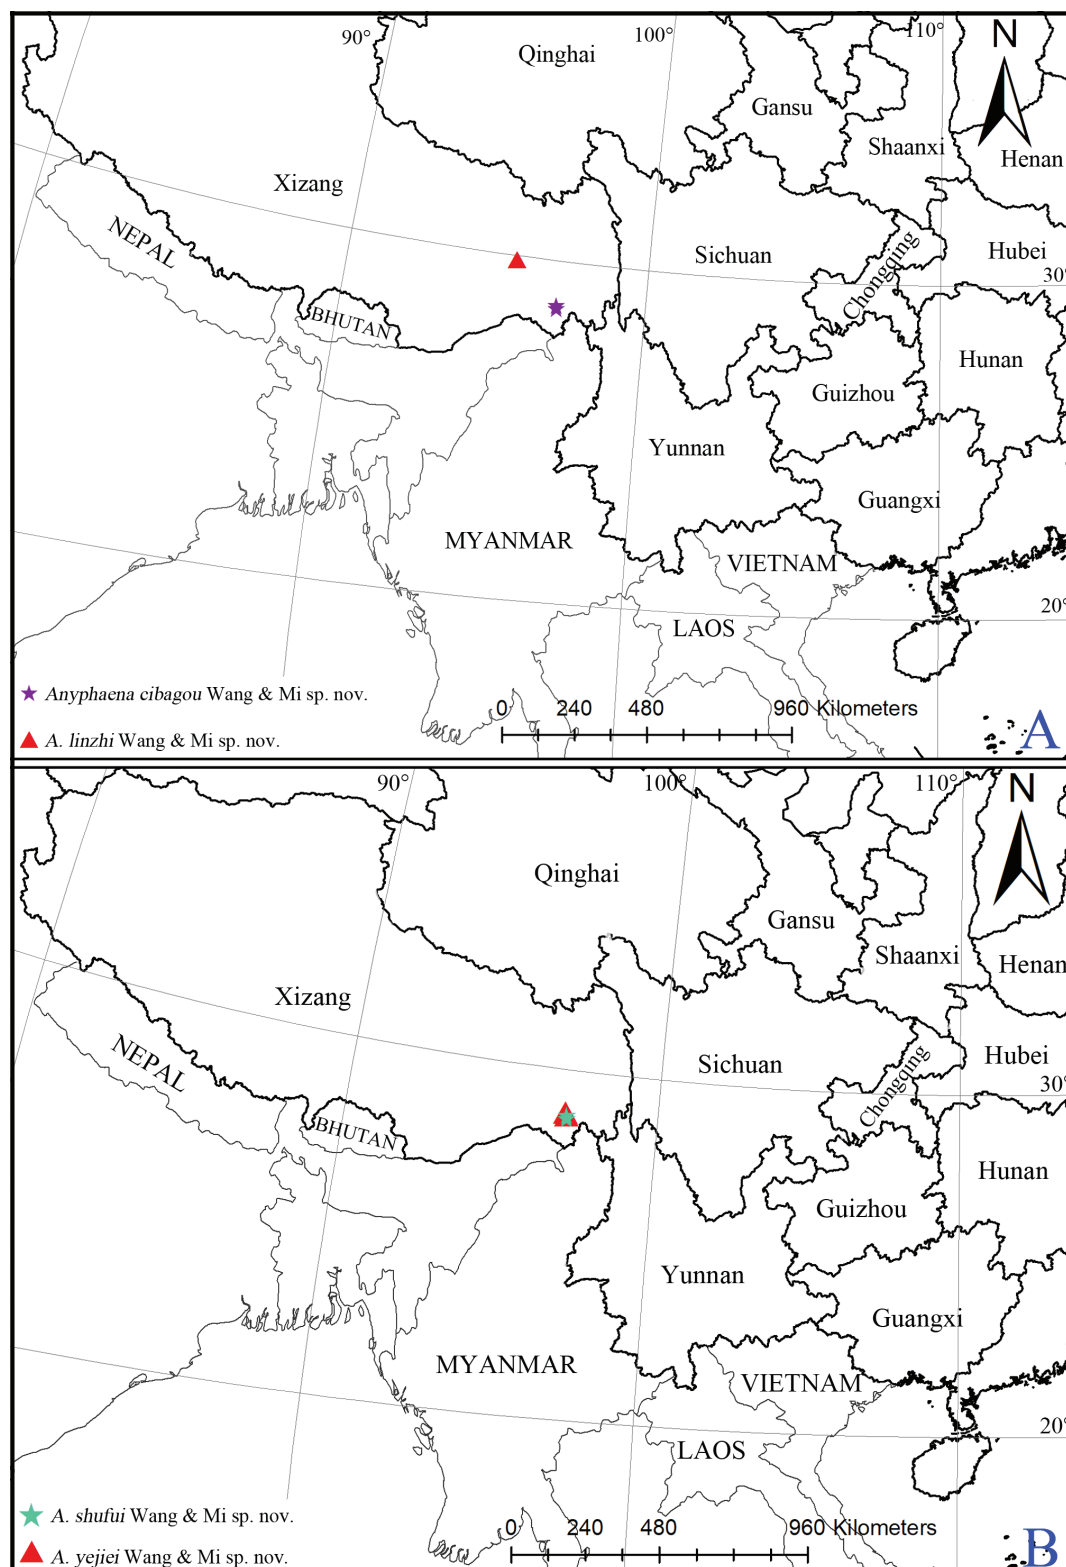 90°
100°
110°
N
Qinghai
Gansu
Shaanxi
Henan
Xizang
NEPAL
Sichuan
Chongqing
Hubei
30°
BHUTAN
Hunan
Guizhou
Yunnan
Guangxi
MYANMAR
VIETNAM
20°
LAOS
Anyphaena cibagou Wang & Mi sp. nov.
A. linzhi Wang & Mi sp. nov.
0 240 480 960 Kilometers
A
90°
100°
110°
N
Qinghai
Gansu
Shaanxi
Henan
Xizang
NEPAL
Sichuan
Chongqing
Hubei
30°
BHUTAN
Hunan
Guizhou
Yunnan
Guangxi
MYANMAR
VIETNAM
20°
LAOS
A. shufui Wang & Mi sp. nov.
A. yejiei Wang & Mi sp. nov.
0 240 480 960 Kilometers
B